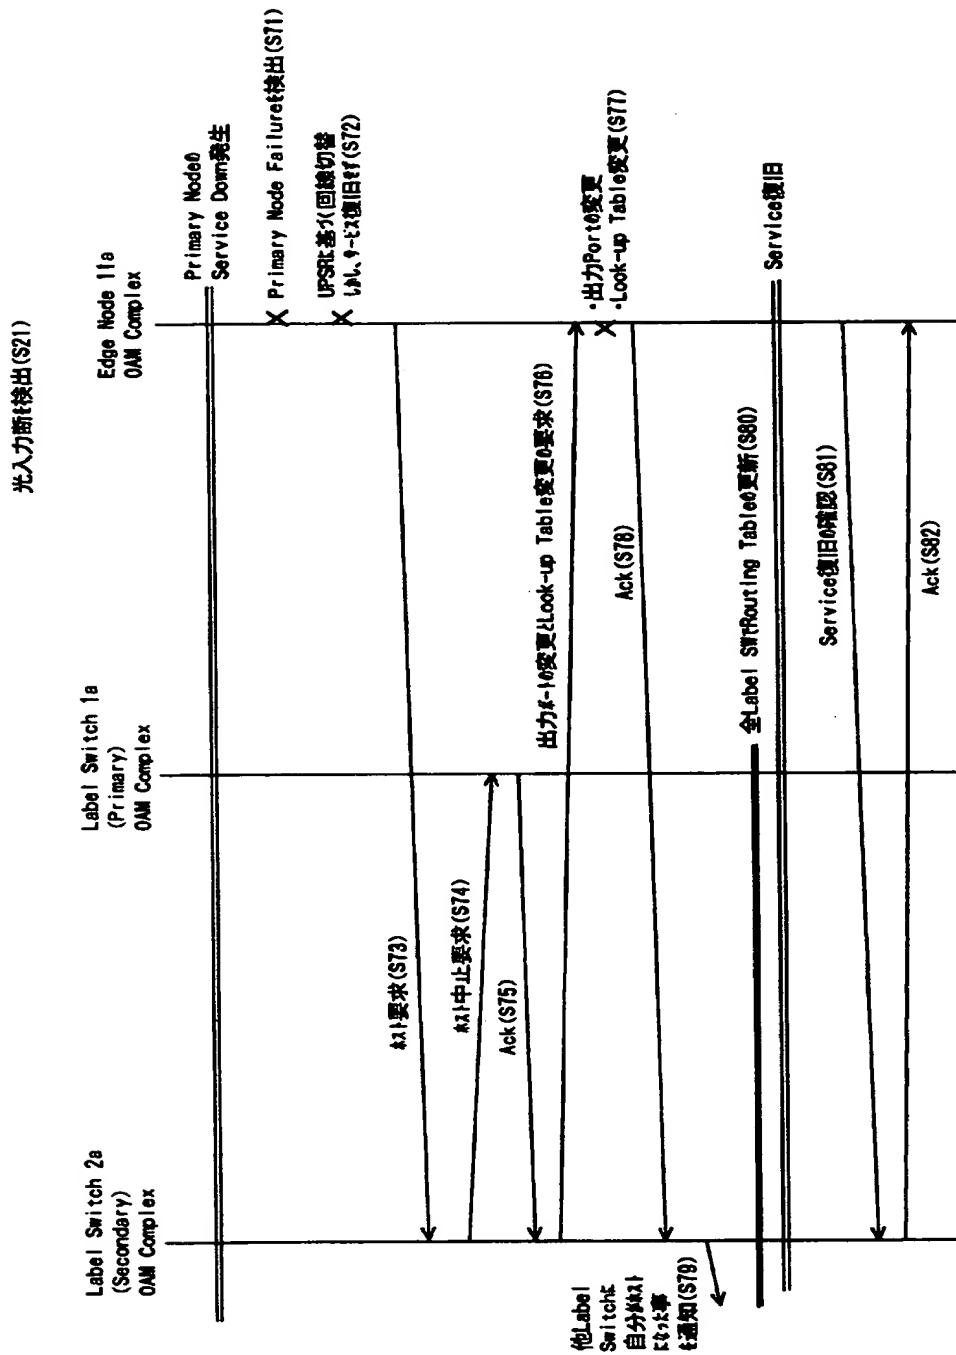 光入力断を検出(S21)
Label Switch 2a
(Secondary)
OAM Complex
Label Switch 1a
(Primary)
OAM Complex
Edge Node 11a
OAM Complex
Primary Nodeの
Service Down発生
Primary Node Failureを検出(S71)
UPSRに基づく回線切替
しかし、サービス復旧せず(S72)
ホスト要求(S73)
ホスト中止要求(S74)
Ack(S75)
出力ポートの変更とLook-up Table変更の要求(S76)
・出力Portの変更
・Look-up Table変更(S77)
Ack(S78)
他Label
Switchに
自分がホスト
になった事
を通知(S79)
全Label SWでRouting Tableの更新(S80)
Service復旧
Service復旧の確認(S81)
Ack(S82)